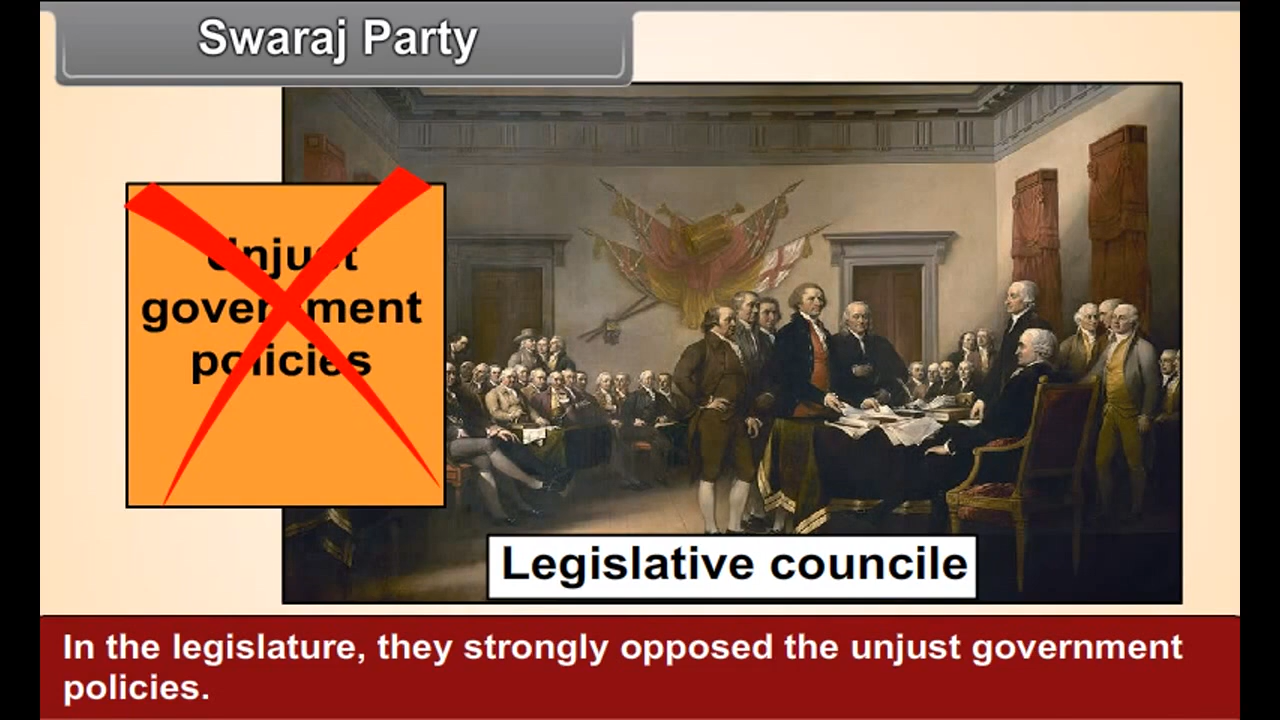 Swaraj Party
Unjust
government
policies
Legislative councile
In the legislature, they strongly opposed the unjust government
policies.